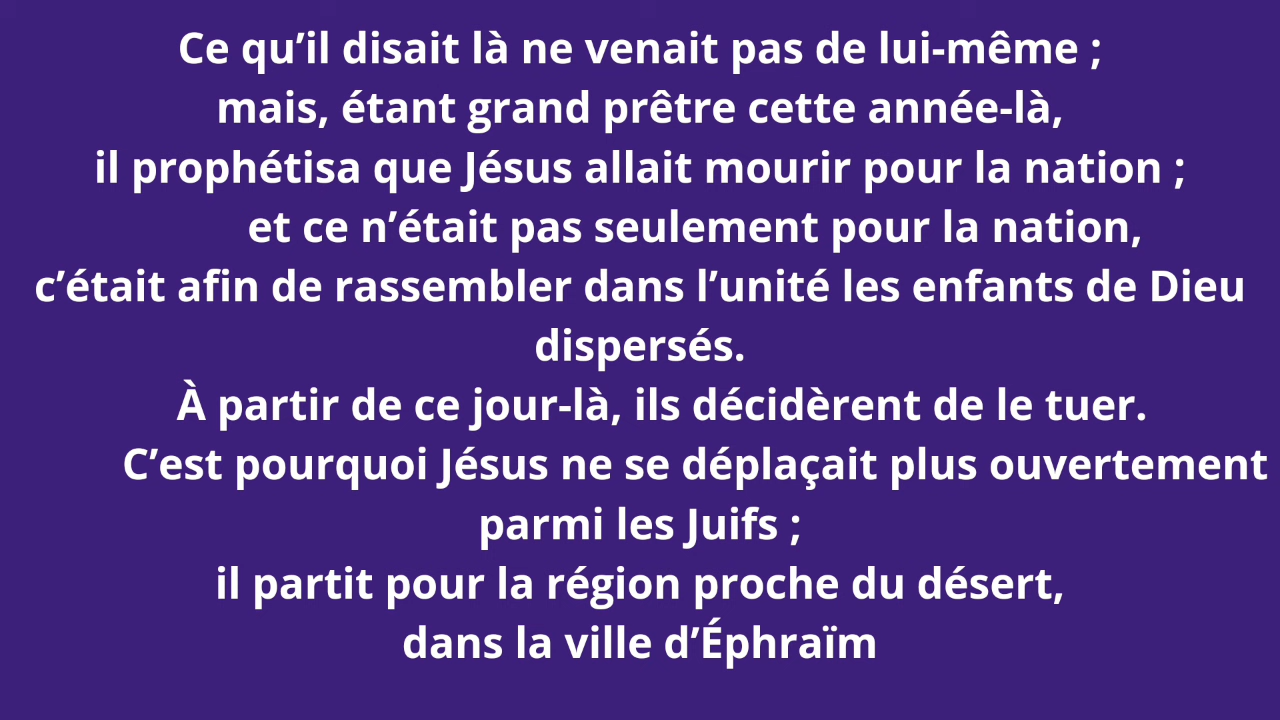 Ce qu’il disait là ne venait pas de lui-même ;
mais, étant grand prêtre cette année-là,
il prophétisa que Jésus allait mourir pour la nation ;
et ce n’était pas seulement pour la nation,
c’était afin de rassembler dans l’unité les enfants de Dieu
dispersés.
À partir de ce jour-là, ils décidèrent de le tuer.
C’est pourquoi Jésus ne se déplaçait plus ouvertement
parmi les Juifs ;
il partit pour la région proche du désert,
dans la ville d’Éphraïm